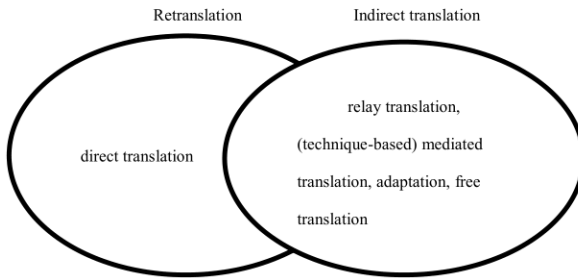 Retranslation
Indirect translation
relay translation,
(technique-based) mediated
direct translation
translation, adaptation, free
translation